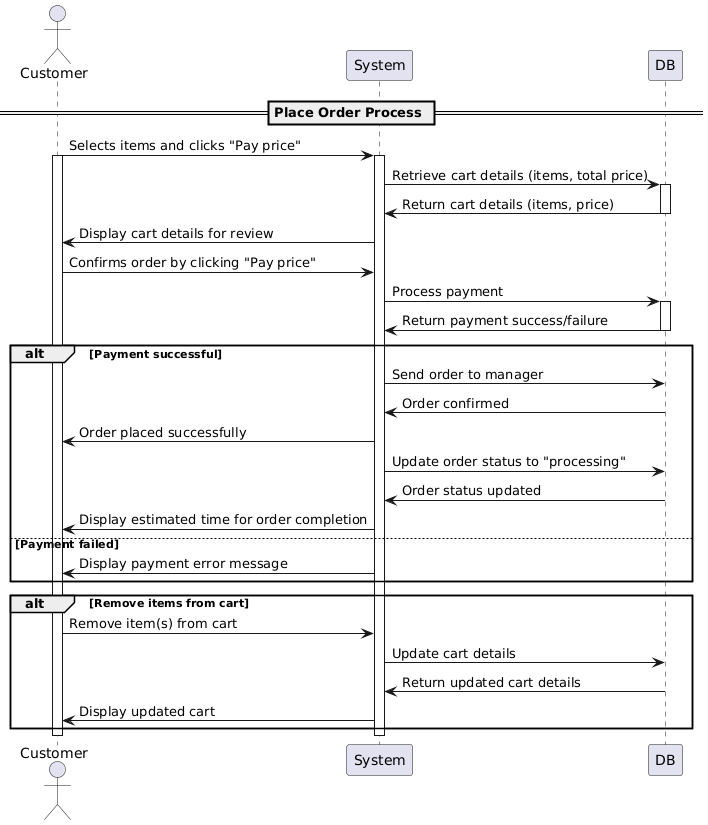 Customer
System
DB
Place Order Process
Selects items and clicks "Pay price"
Retrieve cart details (items, total price)
Return cart details (items, price)
Display cart details for review
Confirms order by clicking "Pay price"
Process payment
Return payment success/failure
alt [Payment successful]
Send order to manager
Order confirmed
Order placed successfully
Update order status to "processing"
Order status updated
Display estimated time for order completion
[Payment failed]
Display payment error message
alt [Remove items from cart]
Remove item(s) from cart
Update cart details
Return updated cart details
Display updated cart
Customer
System
DB